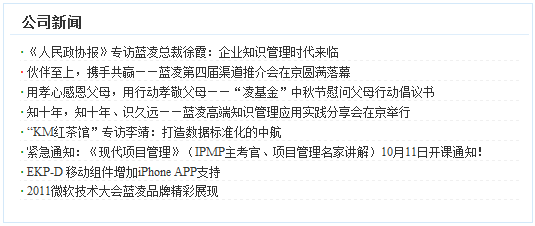 公司新闻
《人民政协报》专访蓝凌总裁徐霞：企业知识管理时代来临
伙伴至上，携手共赢——蓝凌第四届渠道推介会在京圆满落幕
用孝心感恩父母，用行动孝敬父母——“凌基金”中秋节慰问父母行动倡议书
知十年，知十年、识久远——蓝凌高端知识管理应用实践分享会在京举行
“KM红茶馆”专访李靖：打造数据标准化的中航
紧急通知：《现代项目管理》（IPMP主考官、项目管理名家讲解）10月11日开课通知！
EKP-D 移动组件增加iPhone APP支持
2011微软技术大会蓝凌品牌精彩展现